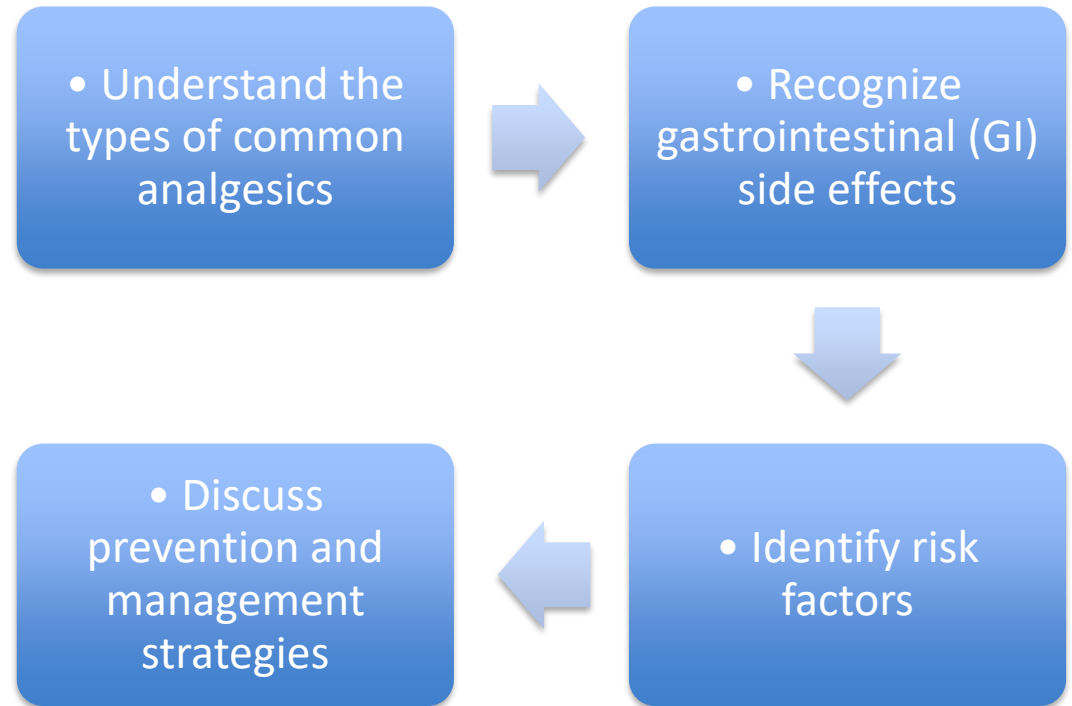 • Understand the
types of common
analgesics
• Recognize
gastrointestinal (GI)
side effects
• Identify risk
factors
• Discuss
prevention and
management
strategies